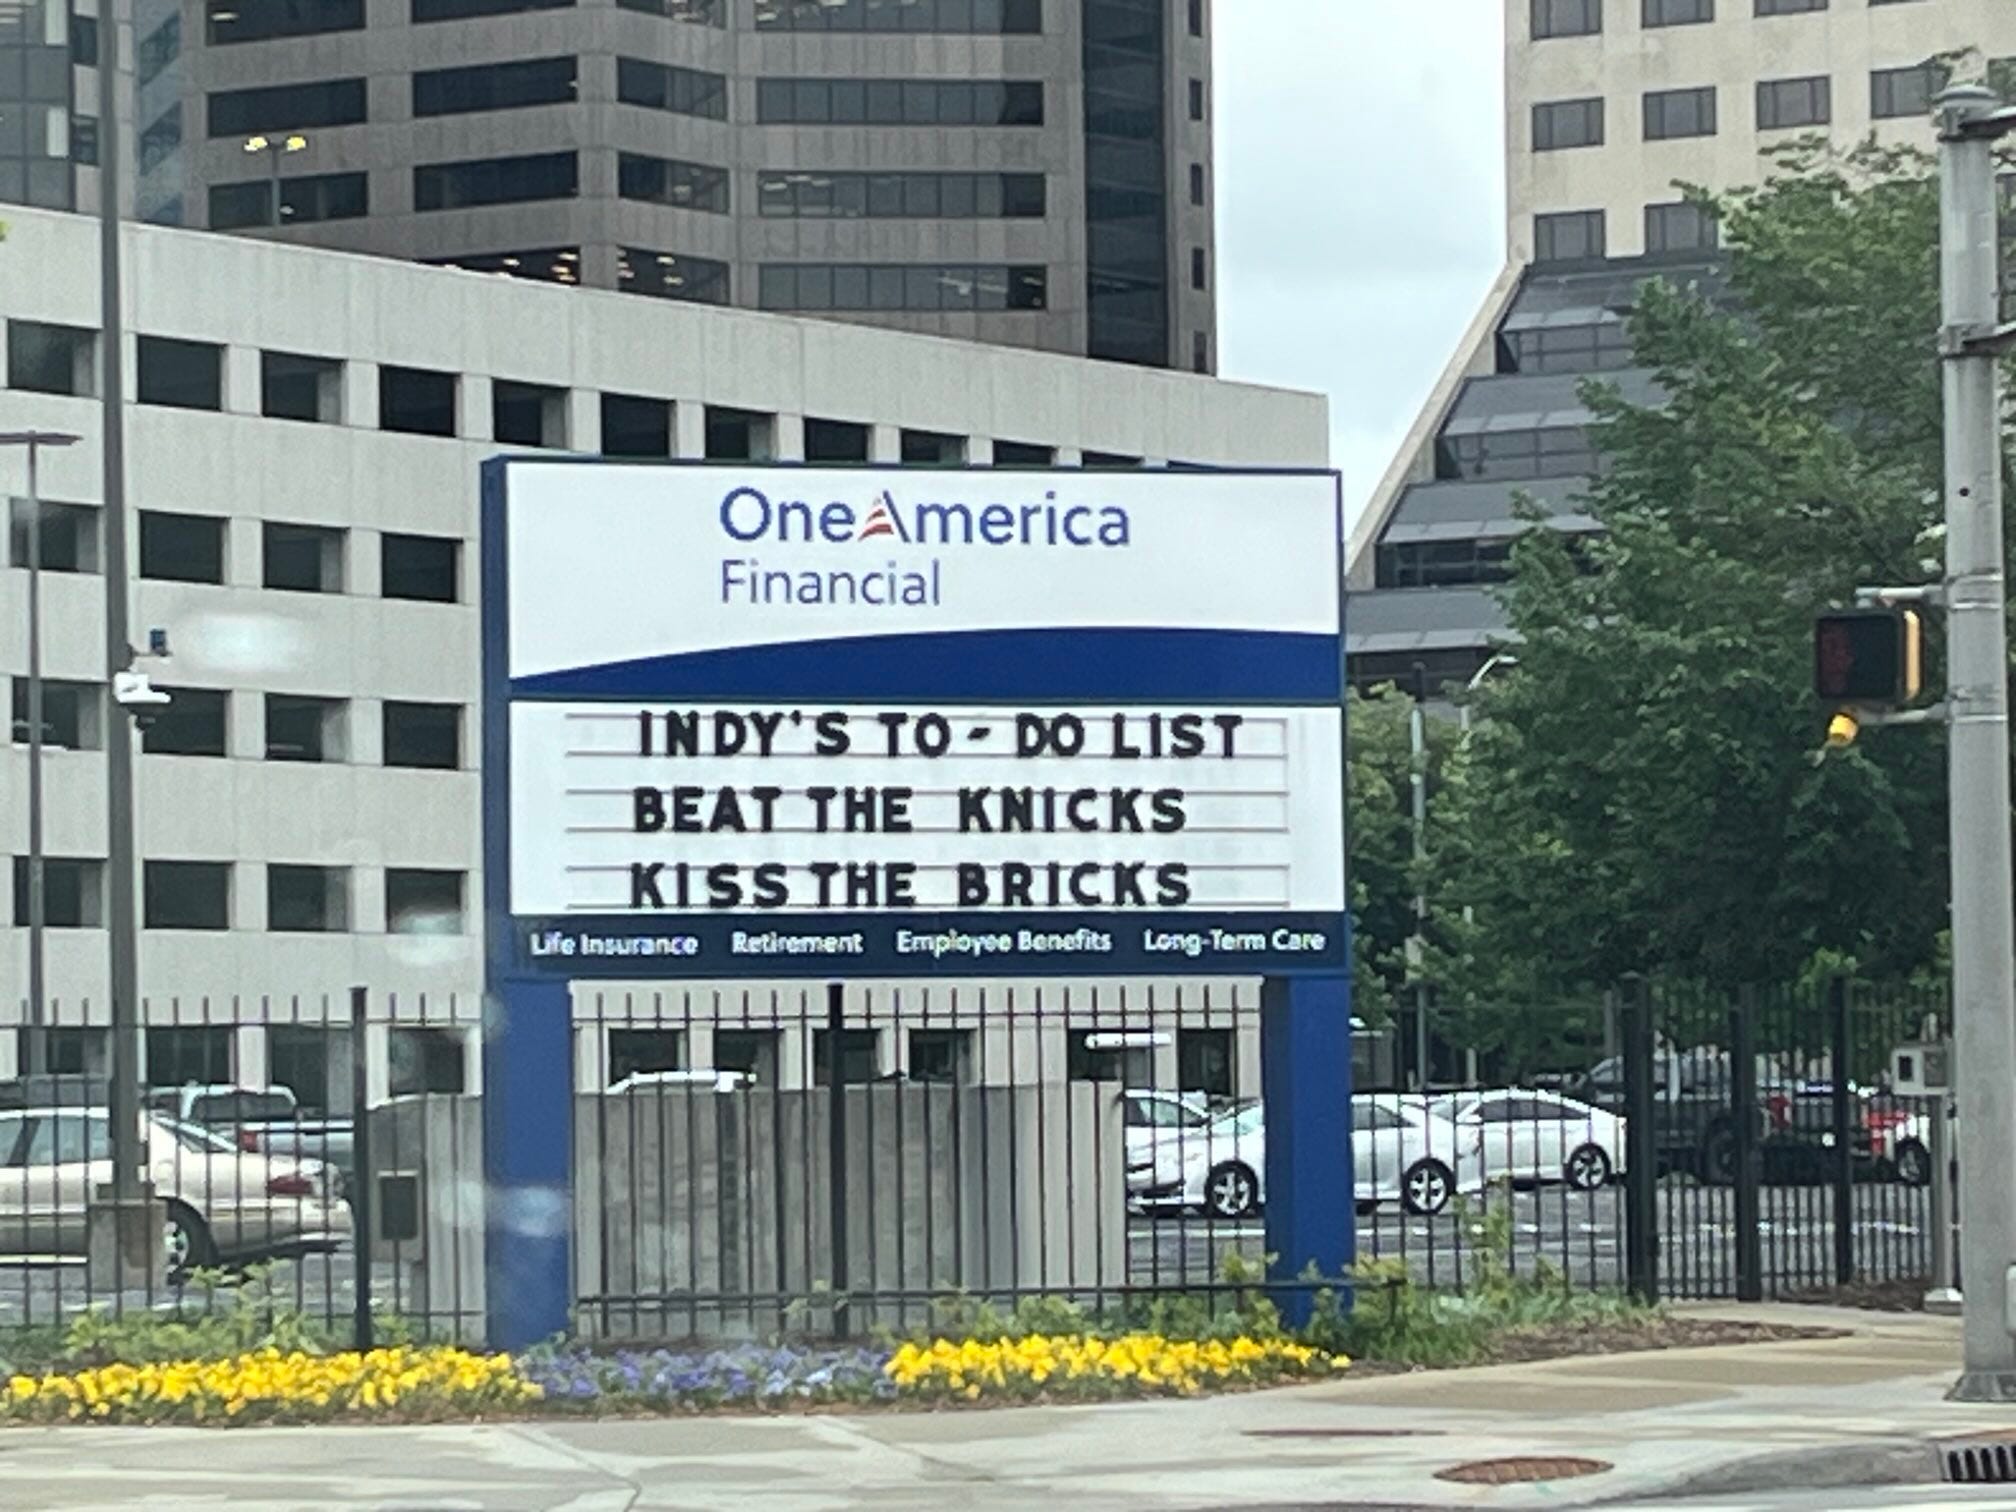 OneAmerica
Financial
INDY'S TO-DO LIST
BEAT THE KNICKS
KISS THE BRICKS
Life Insurance Retirement Employee Benefits Long-Term Care